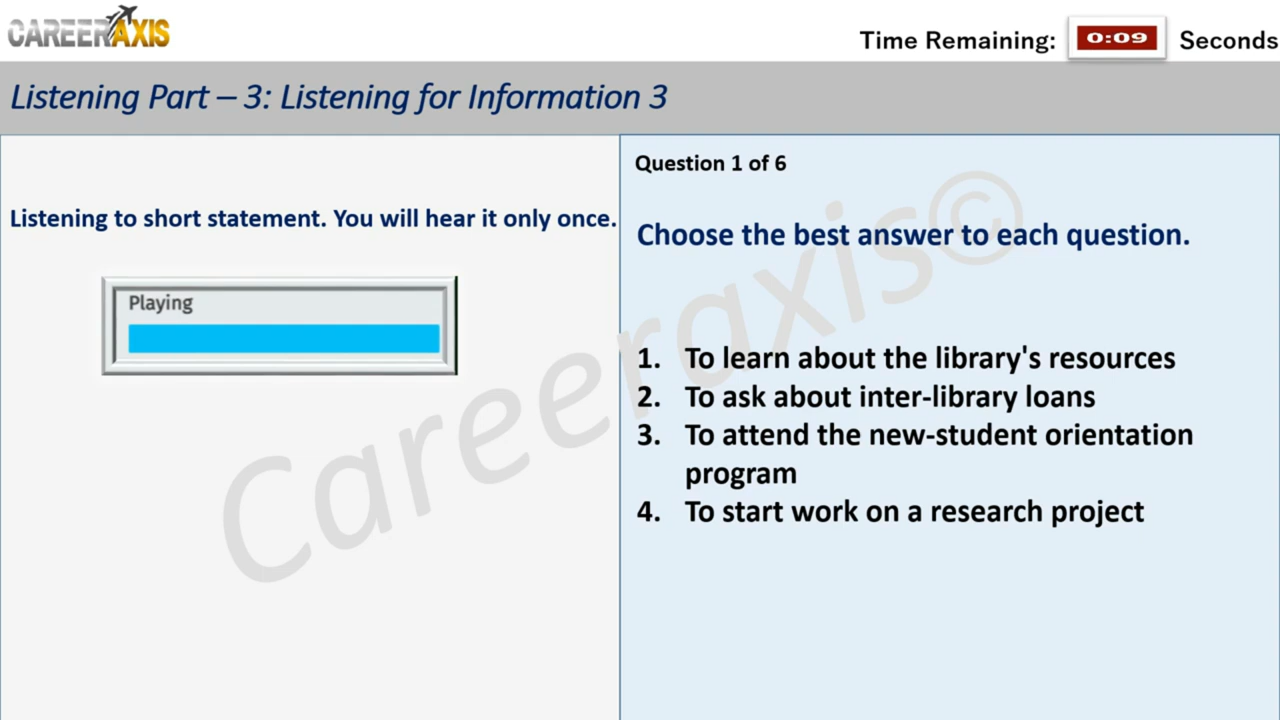 CAREERAXIS
Time Remaining: 0:09 Seconds
Listening Part – 3: Listening for Information 3
Listening to short statement. You will hear it only once.
Playing
Question 1 of 6
Choose the best answer to each question.
1. To learn about the library's resources
2. To ask about inter-library loans
3. To attend the new-student orientation
program
4. To start work on a research project
Careeraxis©